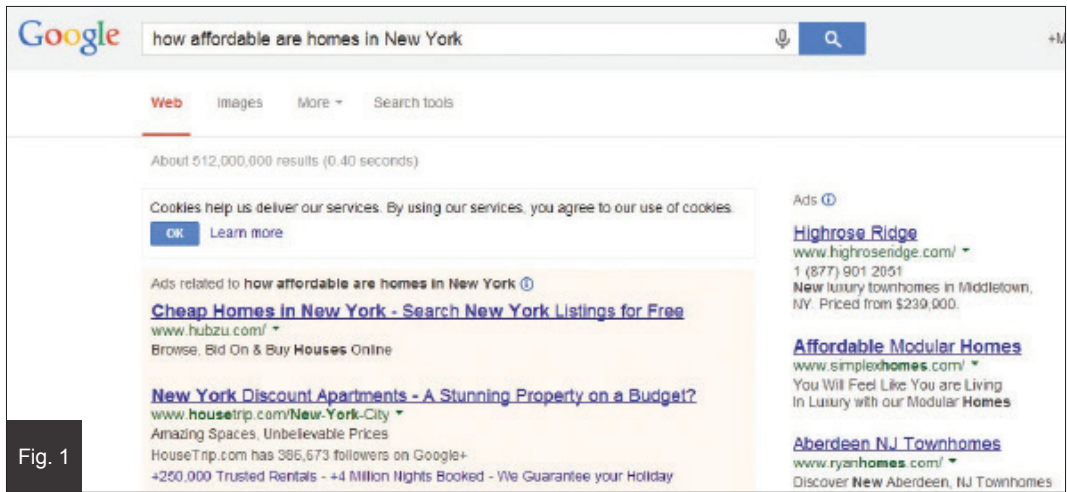 Google
how affordable are homes in New York
+M
Web Images More Search tools
About 512,000,000 results (0.40 seconds)
Cookies help us deliver our services. By using our services, you agree to our use of cookies.
OK Learn more
Ads related to how affordable are homes in New York
Cheap Homes in New York - Search New York Listings for Free
www.hubzu.com/
Browse, Bid On & Buy Houses Online
New York Discount Apartments - A Stunning Property on a Budget?
www.housetrip.com/New-York-City
Amazing Spaces, Unbelievable Prices
HouseTrip.com has 386,673 followers on Google+
+250,000 Trusted Rentals - +4 Million Nights Booked - We Guarantee your Holiday
Ads
Highrose Ridge
www.highroseridge.com/
1 (877) 901 2051
New luxury townhomes in Middletown,
NY. Priced from $239,900.
Affordable Modular Homes
www.simplexhomes.com/
You Will Feel Like You are Living
In Luxury with our Modular Homes
Aberdeen NJ Townhomes
www.ryanhomes.com/
Discover New Aberdeen, NJ Townhomes
Fig. 1